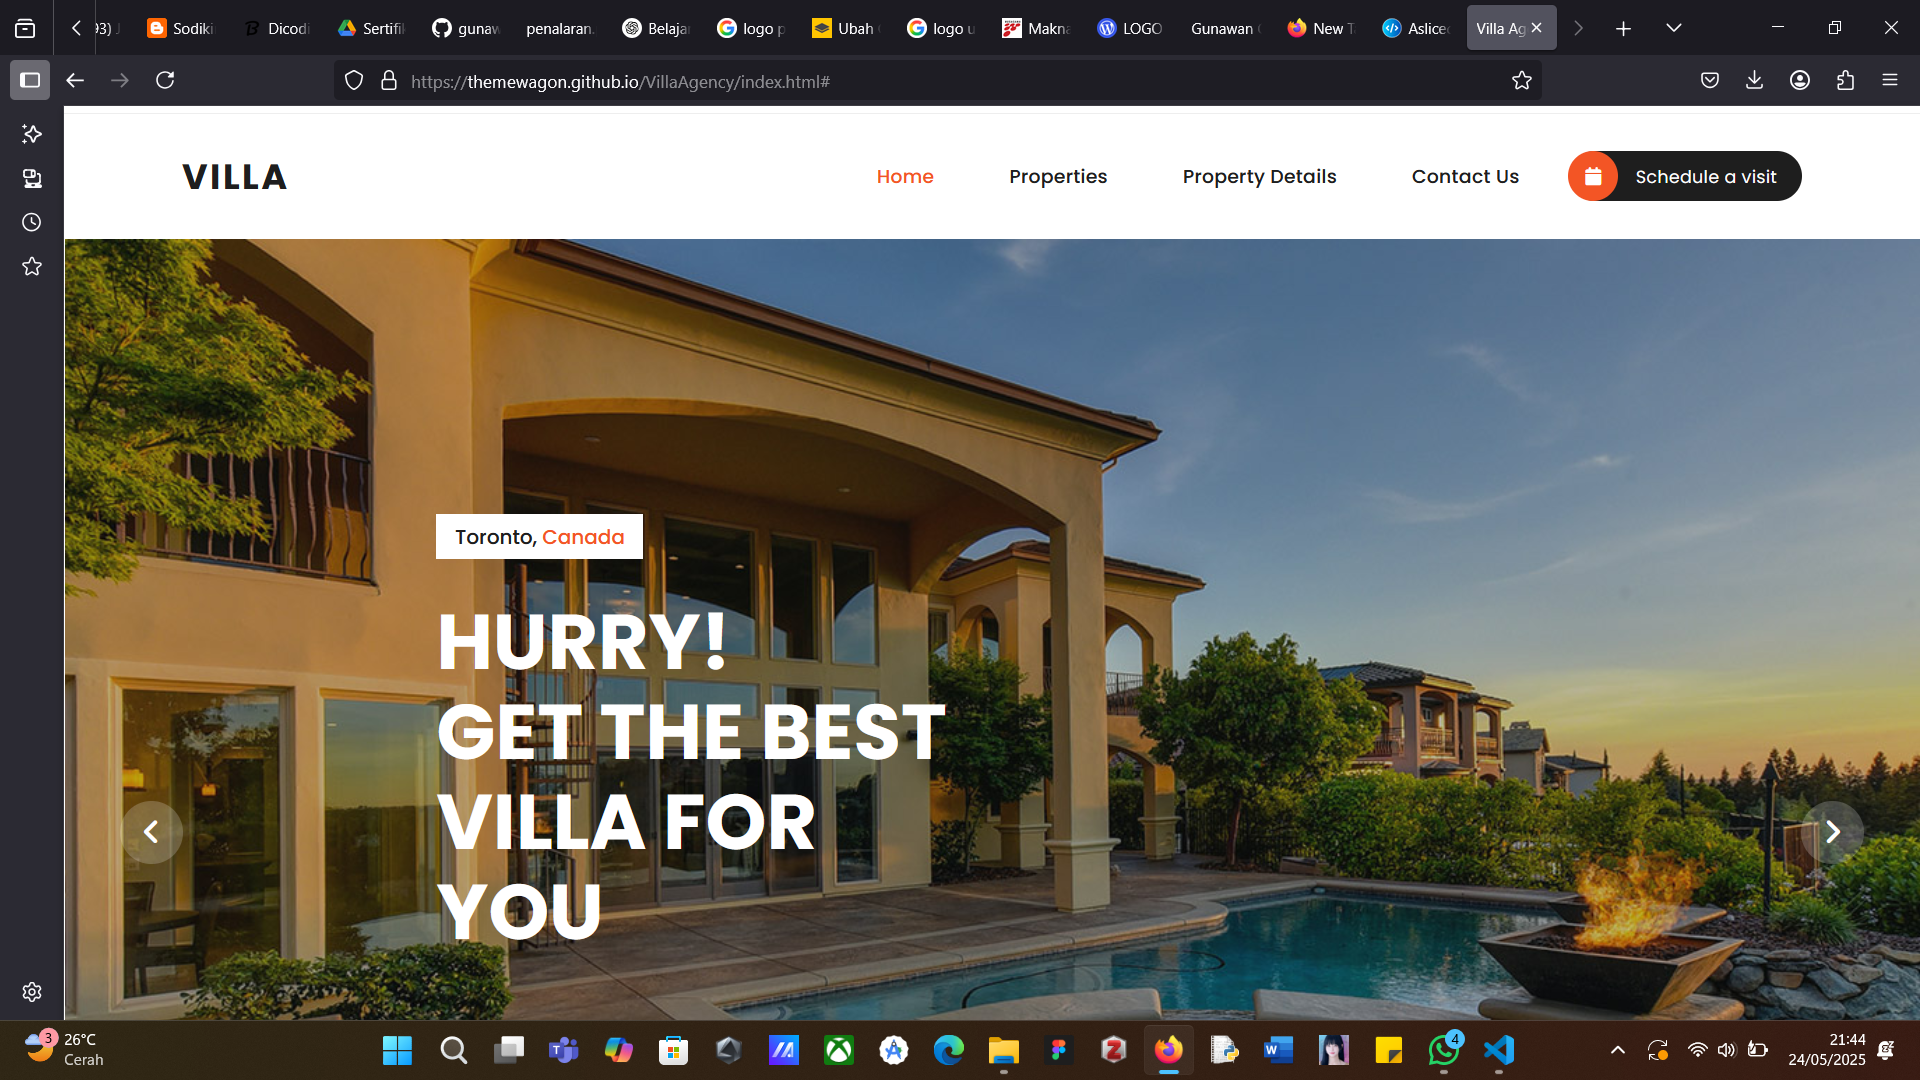 93) J
Sodiki
Dicodi
Sertifi
gunaw
penalaran.
Belajar
logo p
Ubah
logo u
Makna
LOGO
Gunawan
New T
Aslice
Villa Ag
https://themewagon.github.io/VillaAgency/index.html#
VILLA
Home
Properties
Property Details
Contact Us
Schedule a visit
Toronto, Canada
HURRY!
GET THE BEST
VILLA FOR
YOU
3
26°C
Cerah
4
21:44
24/05/2025